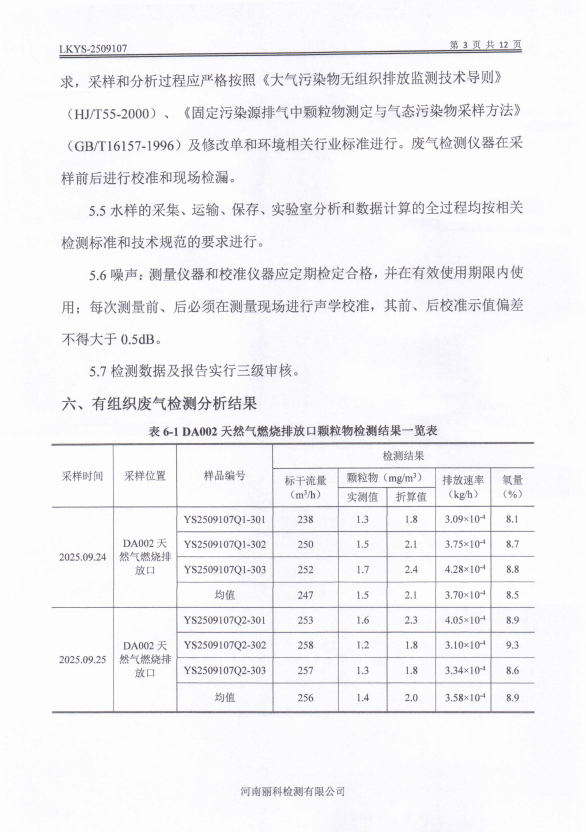 LKYS-2509107
第 3 页 共 12 页
求，采样和分析过程应严格按照《大气污染物无组织排放监测技术导则》
（HJ/T55-2000）、《固定污染源排气中颗粒物测定与气态污染物采样方法》
（GB/T16157-1996）及修改单和环境相关行业标准进行。废气检测仪器在采
样前后进行校准和现场检漏。
5.5 水样的采集、运输、保存、实验室分析和数据计算的全过程均按相关
检测标准和技术规范的要求进行。
5.6 噪声：测量仪器和校准仪器应定期检定合格，并在有效使用期限内使
用；每次测量前、后必须在测量现场进行声学校准，其前、后校准示值偏差
不得大于 0.5dB。
5.7 检测数据及报告实行三级审核。
六、有组织废气检测分析结果
表 6-1 DA002 天然气燃烧排放口颗粒物检测结果一览表
采样时间 采样位置 样品编号 检测结果
标干流量（m³/h） 颗粒物（mg/m³） 排放速率（kg/h） 氧量（%）
实测值 折算值
2025.09.24 DA002 天然气燃烧排放口
YS2509107Q1-301 238 1.3 1.8 3.09×10⁻⁴ 8.1
YS2509107Q1-302 250 1.5 2.1 3.75×10⁻⁴ 8.7
YS2509107Q1-303 252 1.7 2.4 4.28×10⁻⁴ 8.8
均值 247 1.5 2.1 3.70×10⁻⁴ 8.5
2025.09.25 DA002 天然气燃烧排放口
YS2509107Q2-301 253 1.6 2.3 4.05×10⁻⁴ 8.9
YS2509107Q2-302 258 1.2 1.8 3.10×10⁻⁴ 9.3
YS2509107Q2-303 257 1.3 1.8 3.34×10⁻⁴ 8.6
均值 256 1.4 2.0 3.58×10⁻⁴ 8.9
河南丽科检测有限公司